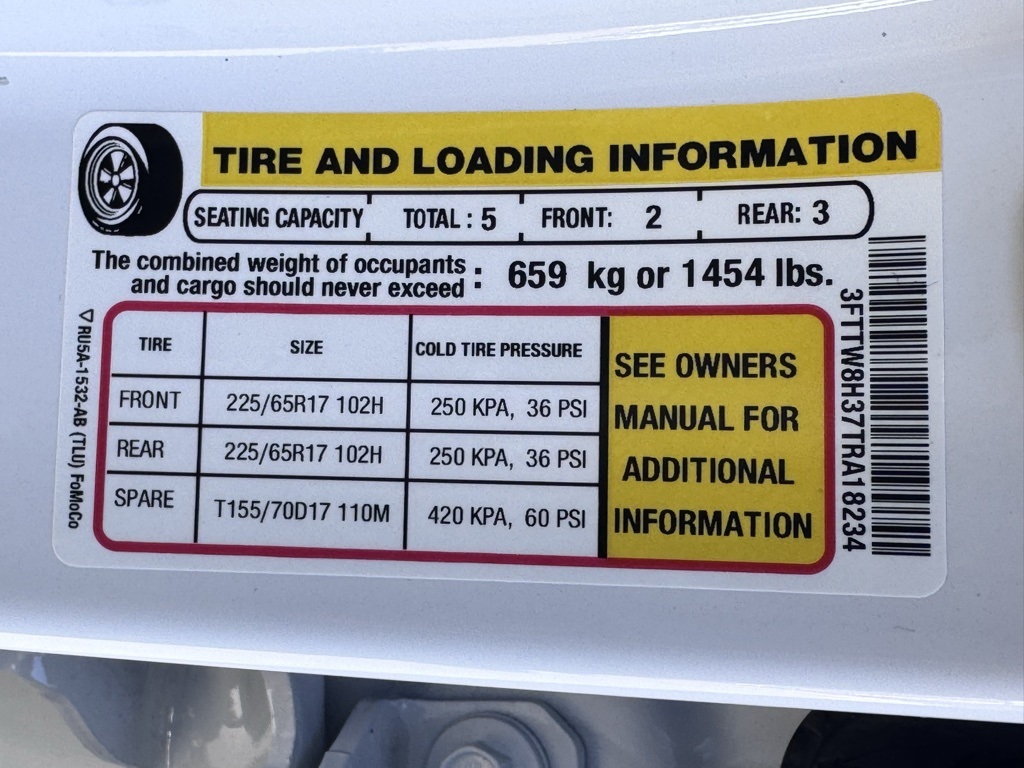 TIRE AND LOADING INFORMATION
SEATING CAPACITY TOTAL : 5 FRONT: 2 REAR: 3
The combined weight of occupants
and cargo should never exceed : 659 kg or 1454 lbs.
TIRE SIZE COLD TIRE PRESSURE
FRONT 225/65R17 102H 250 KPA, 36 PSI
REAR 225/65R17 102H 250 KPA, 36 PSI
SPARE T155/70D17 110M 420 KPA, 60 PSI
SEE OWNERS
MANUAL FOR
ADDITIONAL
INFORMATION
3FTTW8H37TRA18234
RU5A-1532-AB (TLU) FoMoCo